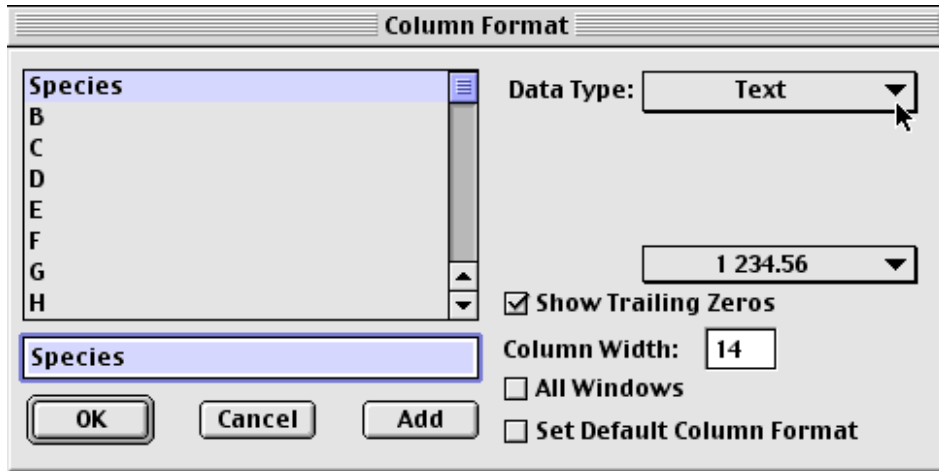 Column Format
Species
B
C
D
E
F
G
H
Species
OK Cancel Add
Data Type: Text
1 234.56
Show Trailing Zeros
Column Width: 14
All Windows
Set Default Column Format